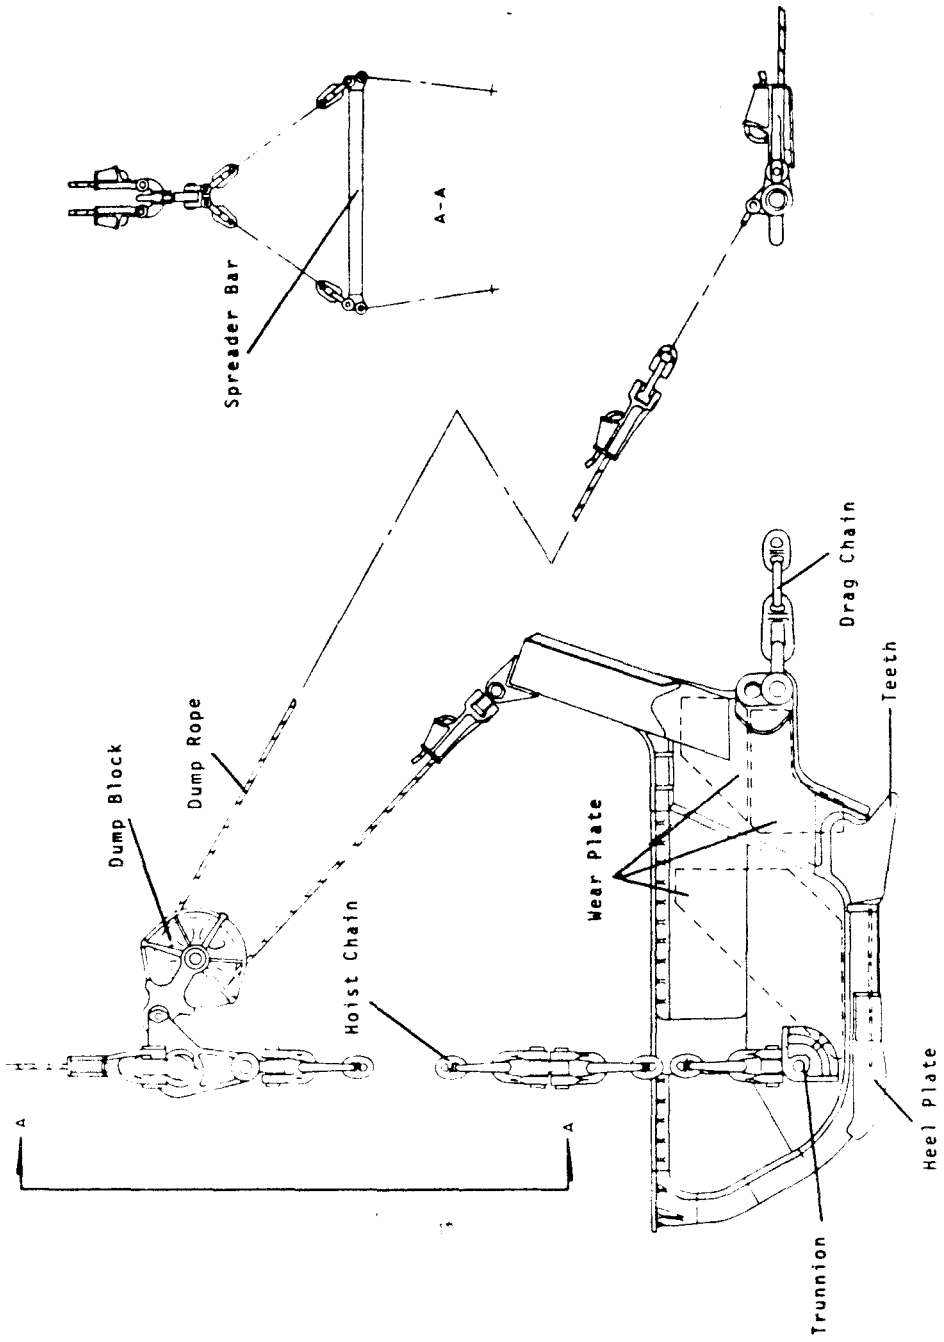 Spreader Bar
A-A
Dump Rope
Dump Block
Hoist Chain
A
A
Wear Plate
Drag Chain
Teeth
Heel Plate
Trunnion